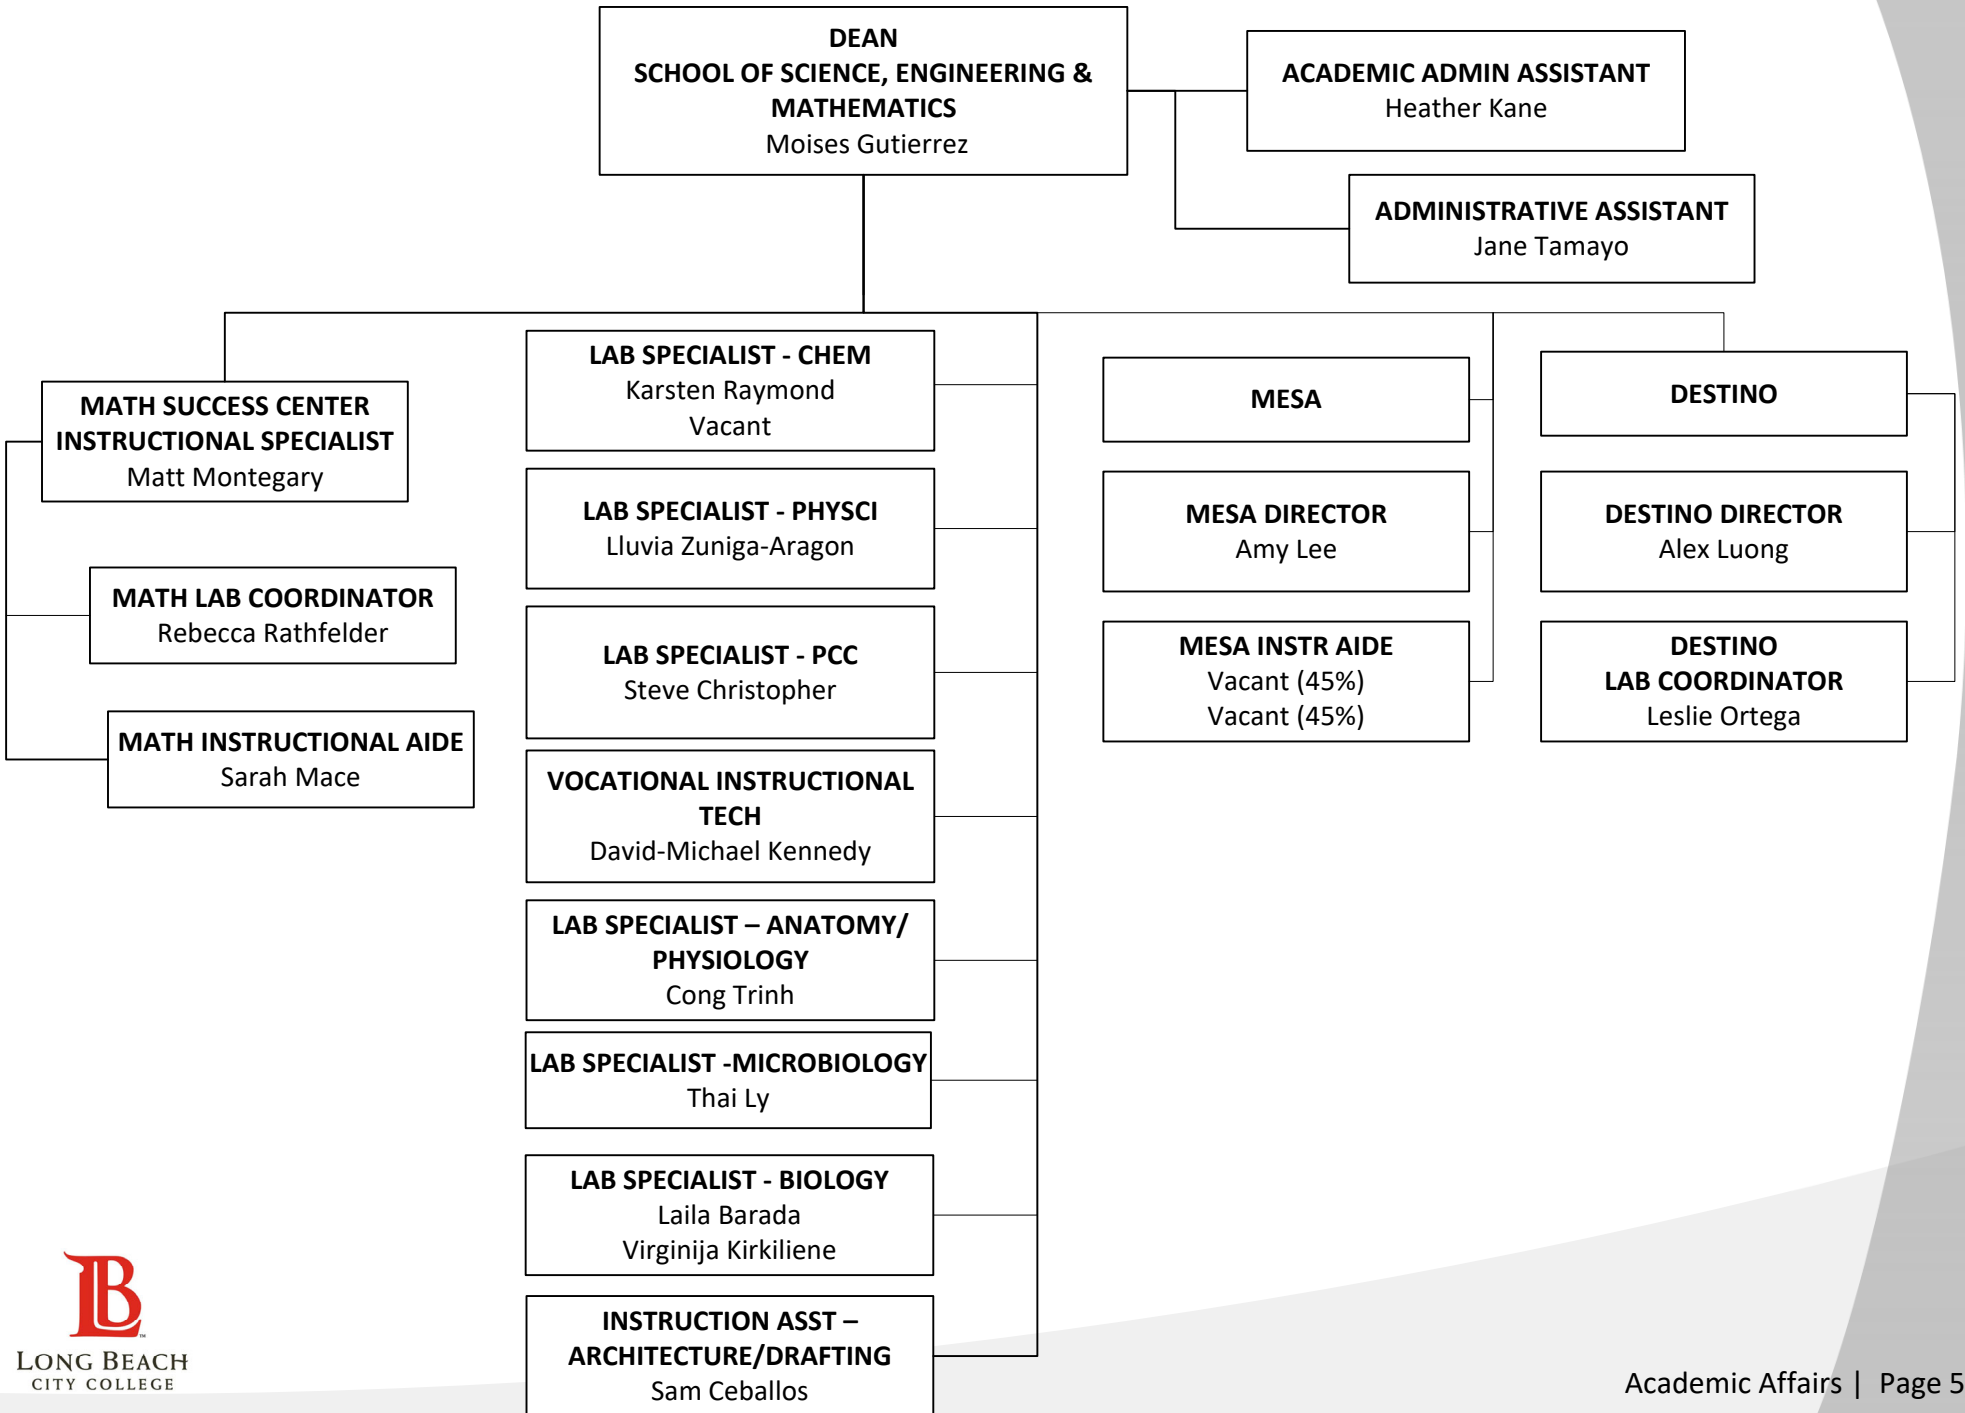 DEAN
SCHOOL OF SCIENCE, ENGINEERING &
MATHEMATICS
Moises Gutierrez
ACADEMIC ADMIN ASSISTANT
Heather Kane
ADMINISTRATIVE ASSISTANT
Jane Tamayo
MATH SUCCESS CENTER
INSTRUCTIONAL SPECIALIST
Matt Montegary
MATH LAB COORDINATOR
Rebecca Rathfelder
MATH INSTRUCTIONAL AIDE
Sarah Mace
LAB SPECIALIST - CHEM
Karsten Raymond
Vacant
LAB SPECIALIST - PHYSCI
Lluvia Zuniga-Aragon
LAB SPECIALIST - PCC
Steve Christopher
VOCATIONAL INSTRUCTIONAL
TECH
David-Michael Kennedy
LAB SPECIALIST – ANATOMY/
PHYSIOLOGY
Cong Trinh
LAB SPECIALIST -MICROBIOLOGY
Thai Ly
LAB SPECIALIST - BIOLOGY
Laila Barada
Virginija Kirkiliene
INSTRUCTION ASST –
ARCHITECTURE/DRAFTING
Sam Ceballos
MESA
MESA DIRECTOR
Amy Lee
MESA INSTR AIDE
Vacant (45%)
Vacant (45%)
DESTINO
DESTINO DIRECTOR
Alex Luong
DESTINO
LAB COORDINATOR
Leslie Ortega
LB
LONG BEACH
CITY COLLEGE
Academic Affairs | Page 5